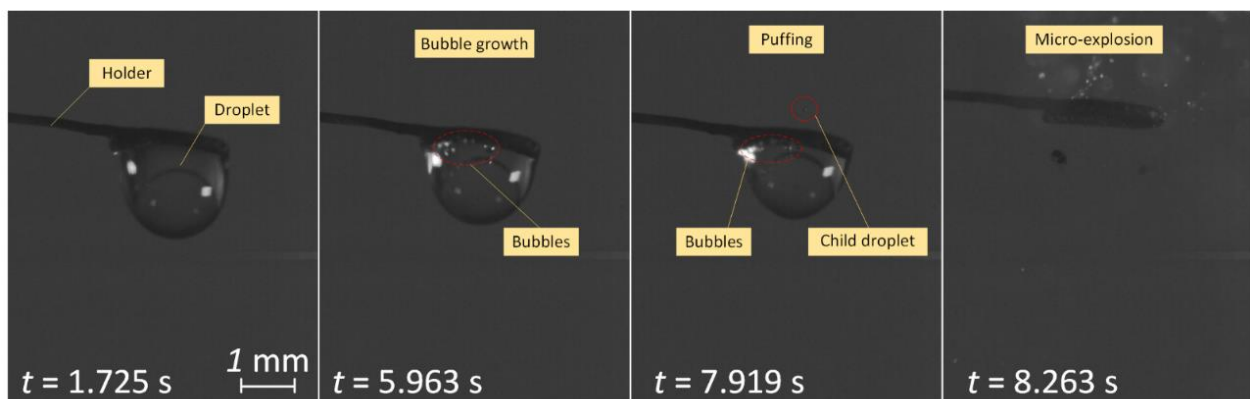 Holder
Droplet
t = 1.725 s
1 mm
Bubble growth
Bubbles
t = 5.963 s
Puffing
Bubbles
Child droplet
t = 7.919 s
Micro-explosion
t = 8.263 s